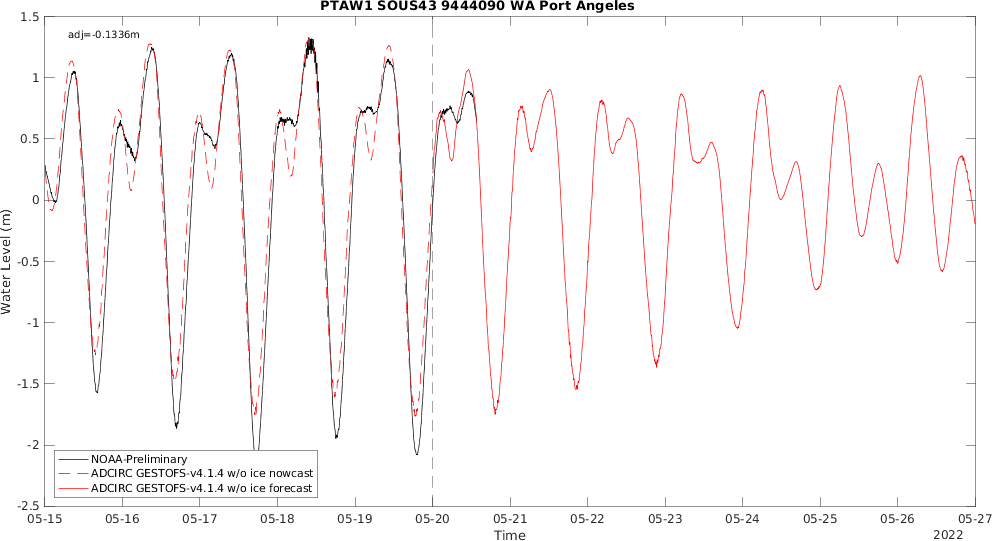 PTAW1 SOUS43 9444090 WA Port Angeles
adj=-0.1336m
1.5
1
0.5
0
-0.5
-1
-1.5
-2
-2.5
Water Level (m)
NOAA-Preliminary
ADCIRC GESTOFS-v4.1.4 w/o ice nowcast
ADCIRC GESTOFS-v4.1.4 w/o ice forecast
05-15 05-16 05-17 05-18 05-19 05-20 05-21 05-22 05-23 05-24 05-25 05-26 05-27
Time
2022